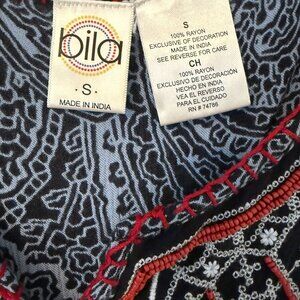 bila
· S ·
MADE IN INDIA
S
100% RAYON
EXCLUSIVE OF DECORATION
MADE IN INDIA
SEE REVERSE FOR CARE
CH
100% RAYON
EXCLUSIVO DE DECORACIÓN
HECHO EN INDIA
VEA EL REVERSO
PARA EL CUIDADO
RN # 74786